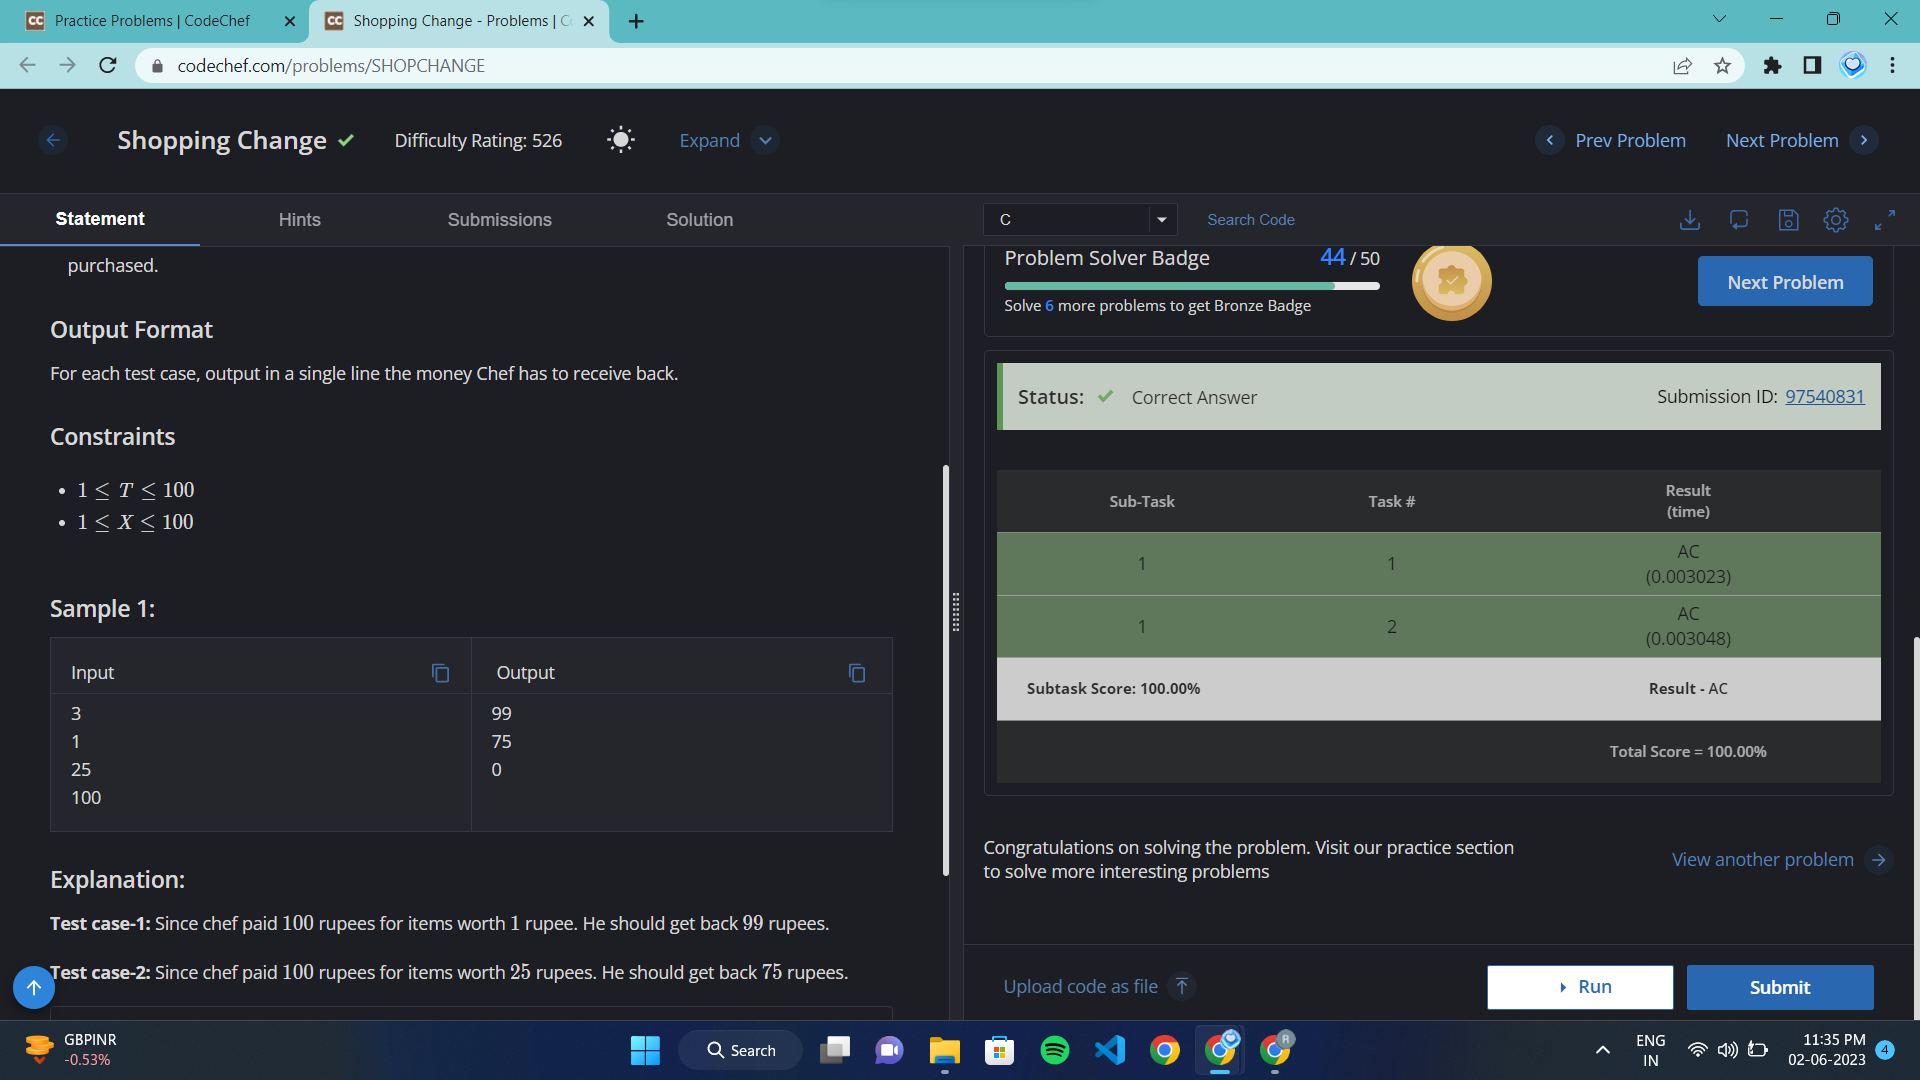 Practice Problems | CodeChef
Shopping Change - Problems | C
codechef.com/problems/SHOPCHANGE
Shopping Change
Difficulty Rating: 526
Expand
Prev Problem
Next Problem
Statement
Hints
Submissions
Solution
C
Search Code
purchased.
Output Format
For each test case, output in a single line the money Chef has to receive back.
Constraints
• 1 ≤ T ≤ 100
• 1 ≤ X ≤ 100
Sample 1:
Input
Output
3
1
25
100
99
75
0
Explanation:
Test case-1: Since chef paid 100 rupees for items worth 1 rupee. He should get back 99 rupees.
Test case-2: Since chef paid 100 rupees for items worth 25 rupees. He should get back 75 rupees.
Problem Solver Badge
44 / 50
Solve 6 more problems to get Bronze Badge
Next Problem
Status: Correct Answer
Submission ID: 97540831
Sub-Task
Task #
Result
(time)
1
1
AC
(0.003023)
1
2
AC
(0.003048)
Subtask Score: 100.00%
Result - AC
Total Score = 100.00%
Congratulations on solving the problem. Visit our practice section
to solve more interesting problems
View another problem
Upload code as file
Run
Submit
GBPINR
-0.53%
Search
R
ENG
IN
11:35 PM
02-06-2023
4